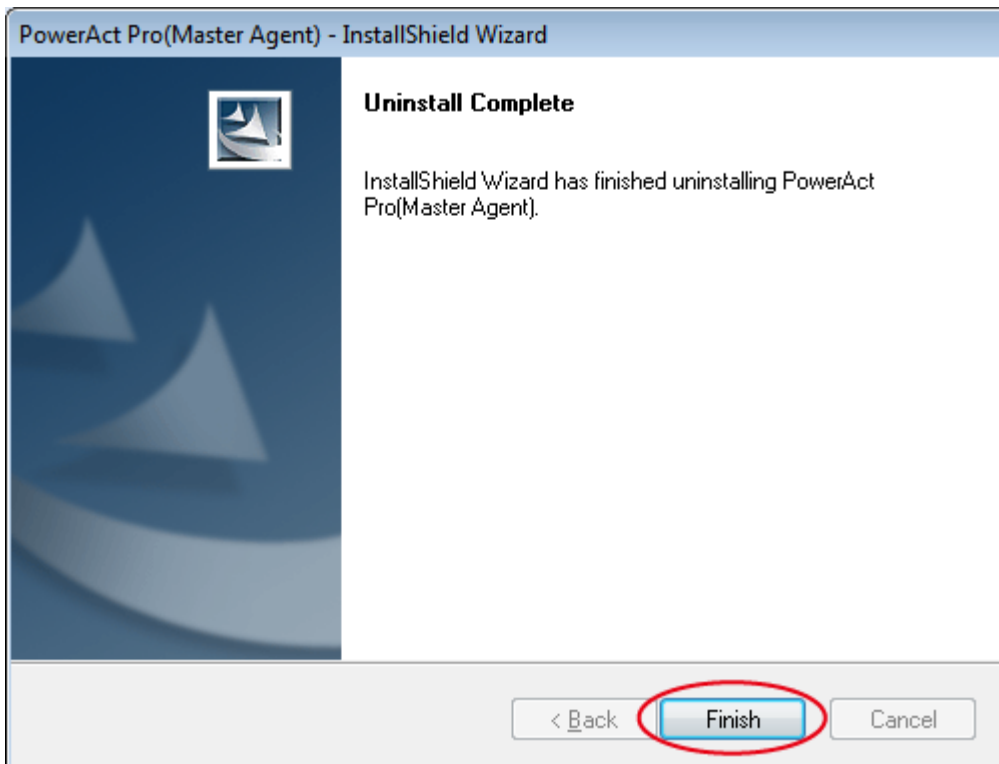 PowerAct Pro(Master Agent) - InstallShield Wizard
Uninstall Complete
InstallShield Wizard has finished uninstalling PowerAct
Pro(Master Agent).
< Back
Finish
Cancel